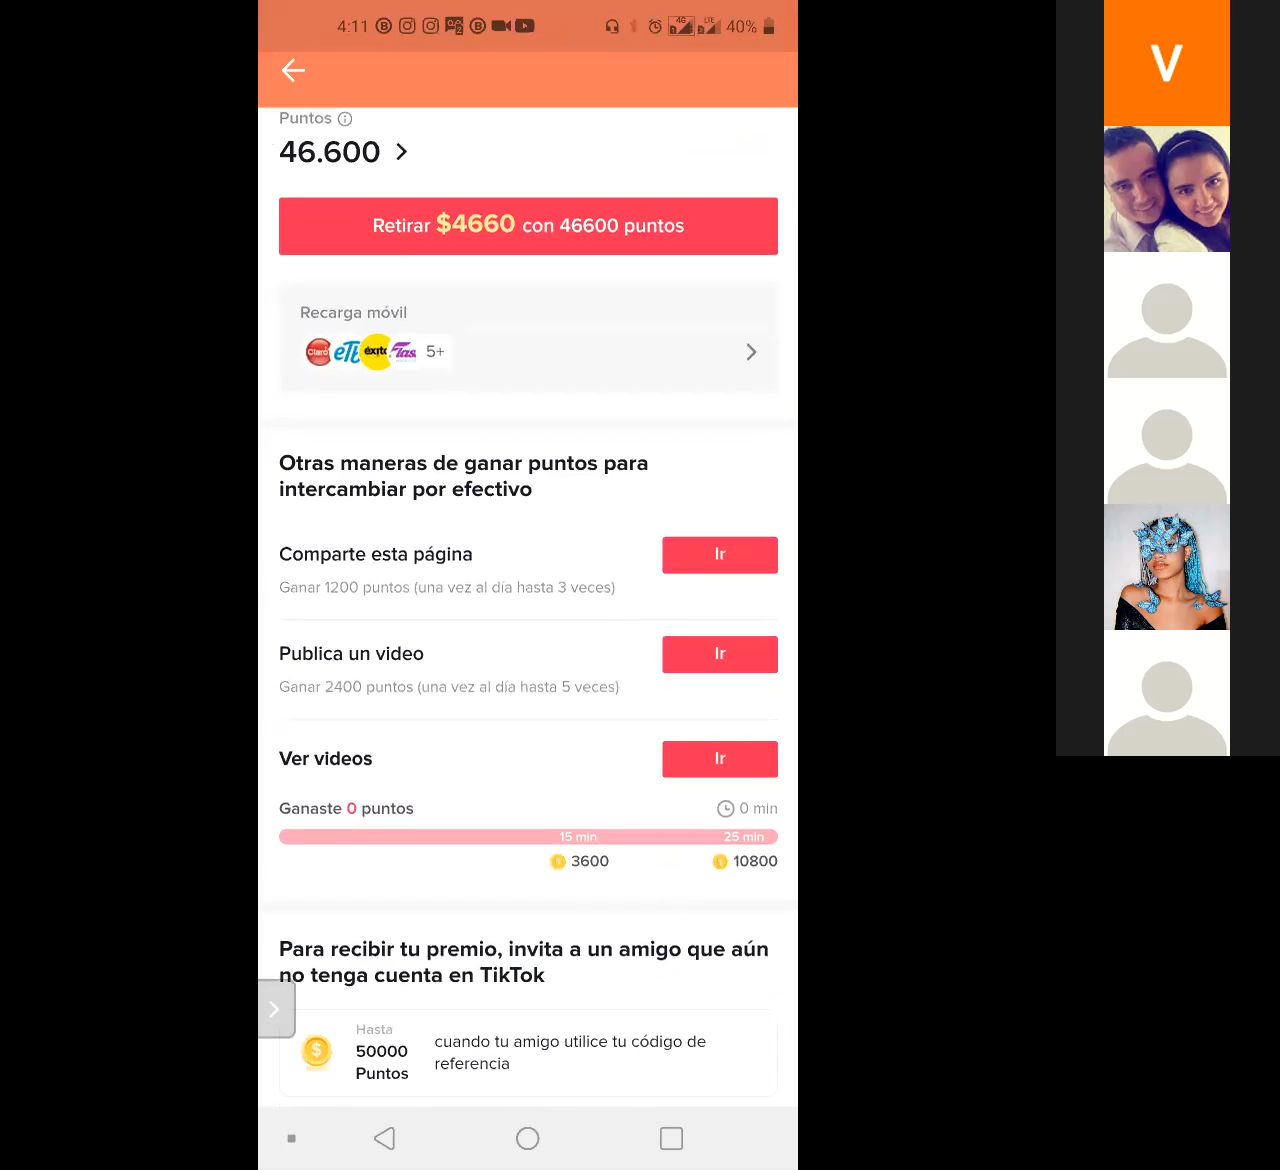 4:11
4G
LTE
40%
V
Puntos
46.600
Retirar $4660 con 46600 puntos
Recarga móvil
Claro
éxito
5+
Otras maneras de ganar puntos para
intercambiar por efectivo
Comparte esta página
Ir
Ganar 1200 puntos (una vez al día hasta 3 veces)
Publica un video
Ir
Ganar 2400 puntos (una vez al día hasta 5 veces)
Ver videos
Ir
Ganaste 0 puntos
0 min
15 min
25 min
3600
10800
Para recibir tu premio, invita a un amigo que aún
no tenga cuenta en TikTok
Hasta
50000
Puntos
cuando tu amigo utilice tu código de
referencia